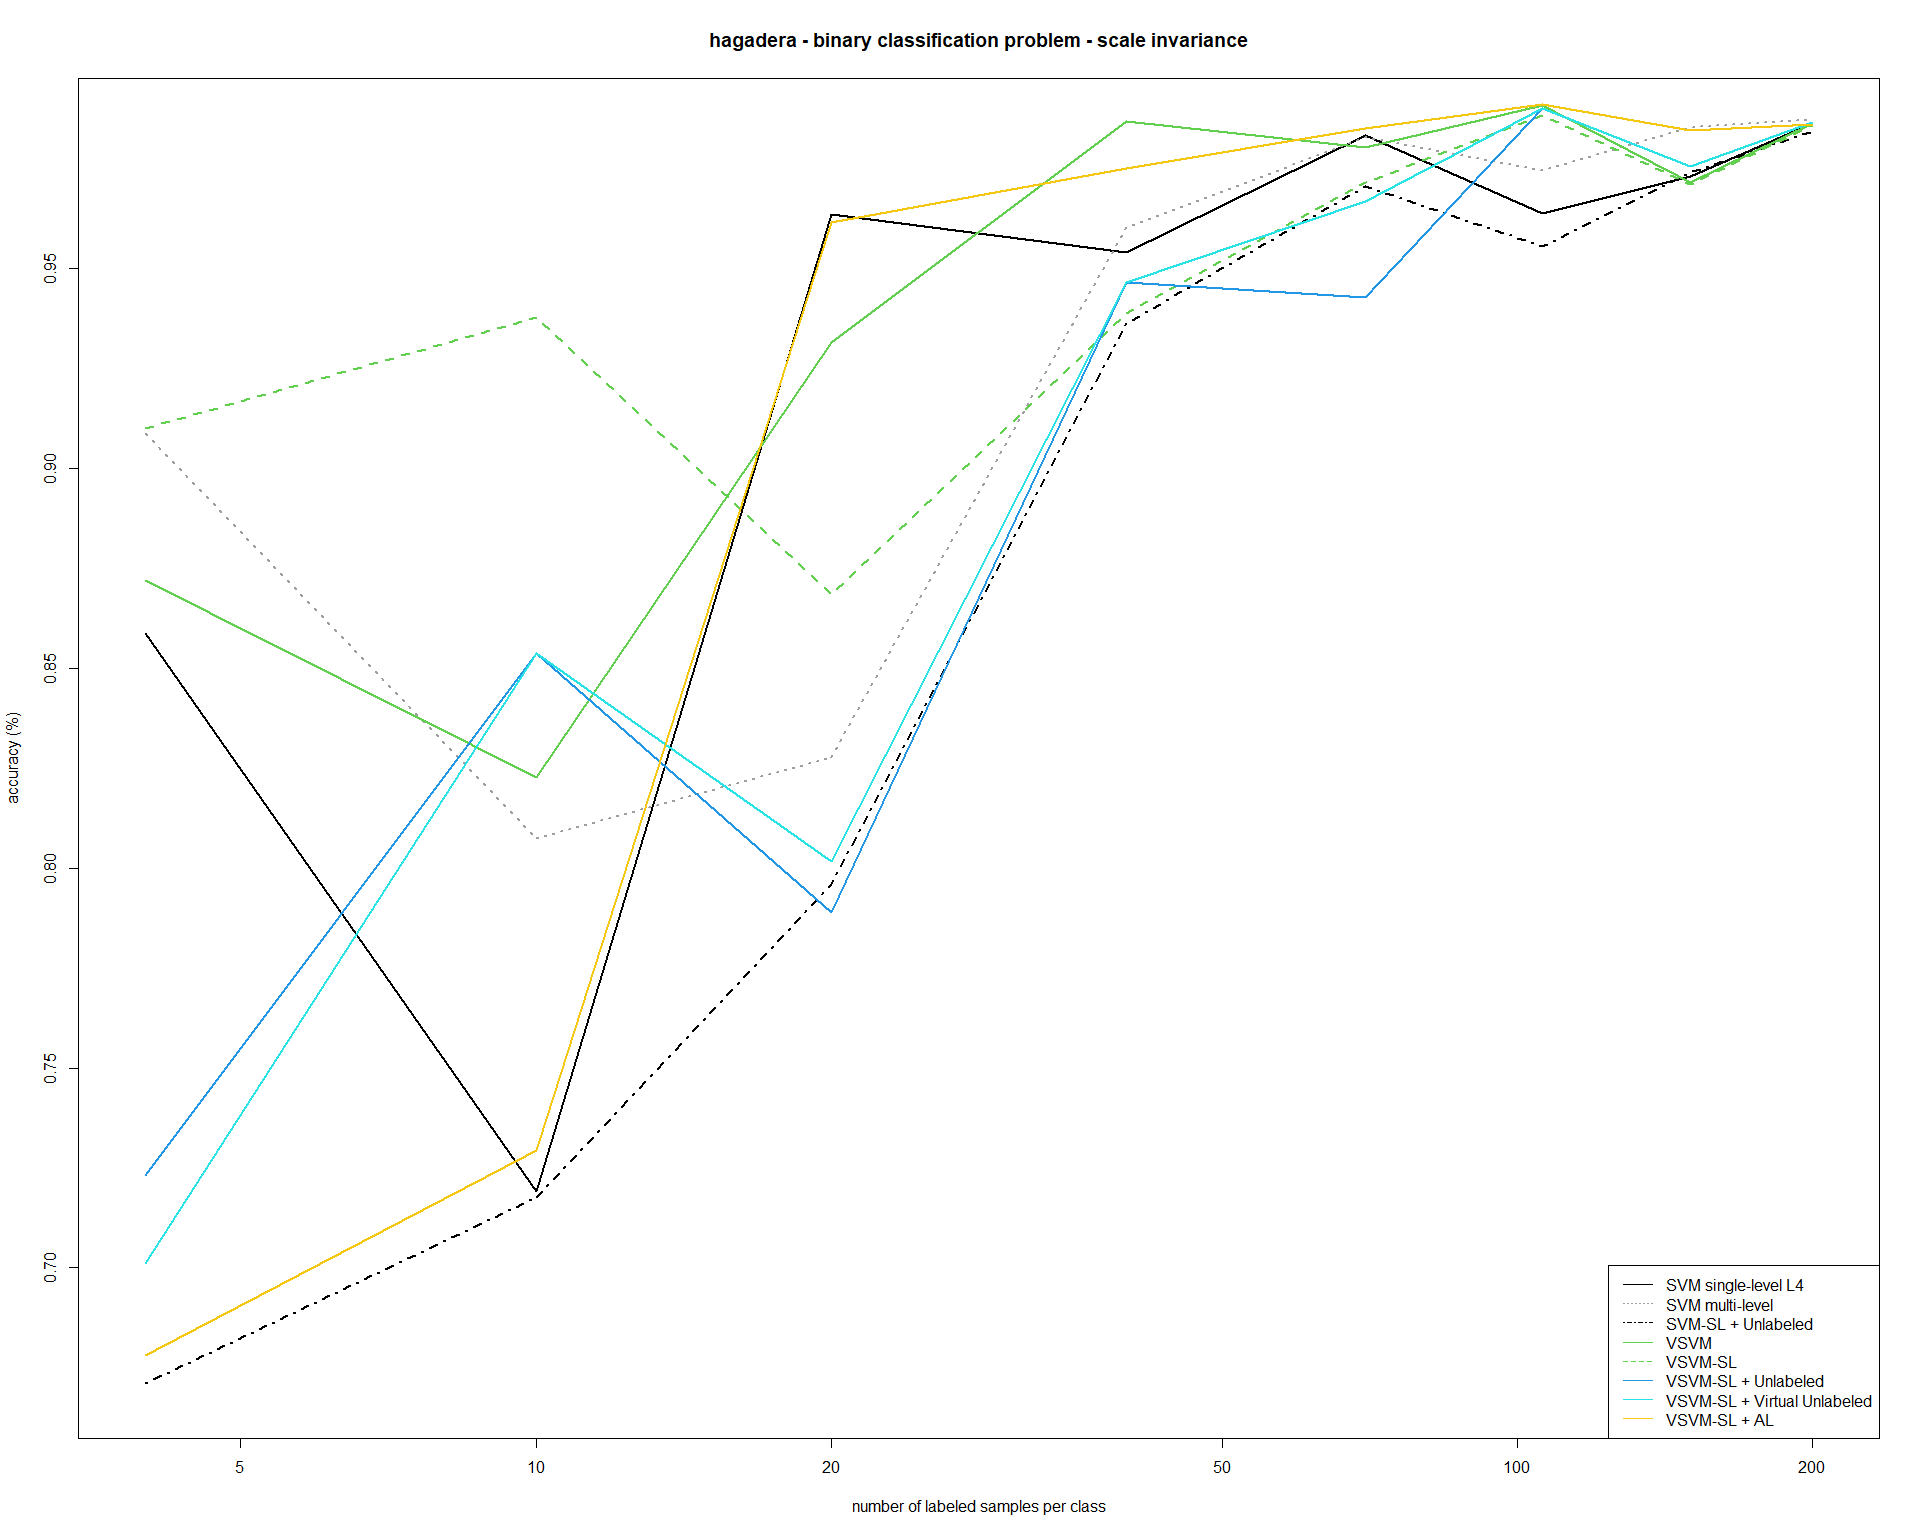 hagadera - binary classification problem - scale invariance
accuracy (%)
0.95
0.90
0.85
0.80
0.75
0.70
5 10 20 50 100 200
number of labeled samples per class
SVM single-level L4
SVM multi-level
SVM-SL + Unlabeled
VSVM
VSVM-SL
VSVM-SL + Unlabeled
VSVM-SL + Virtual Unlabeled
VSVM-SL + AL